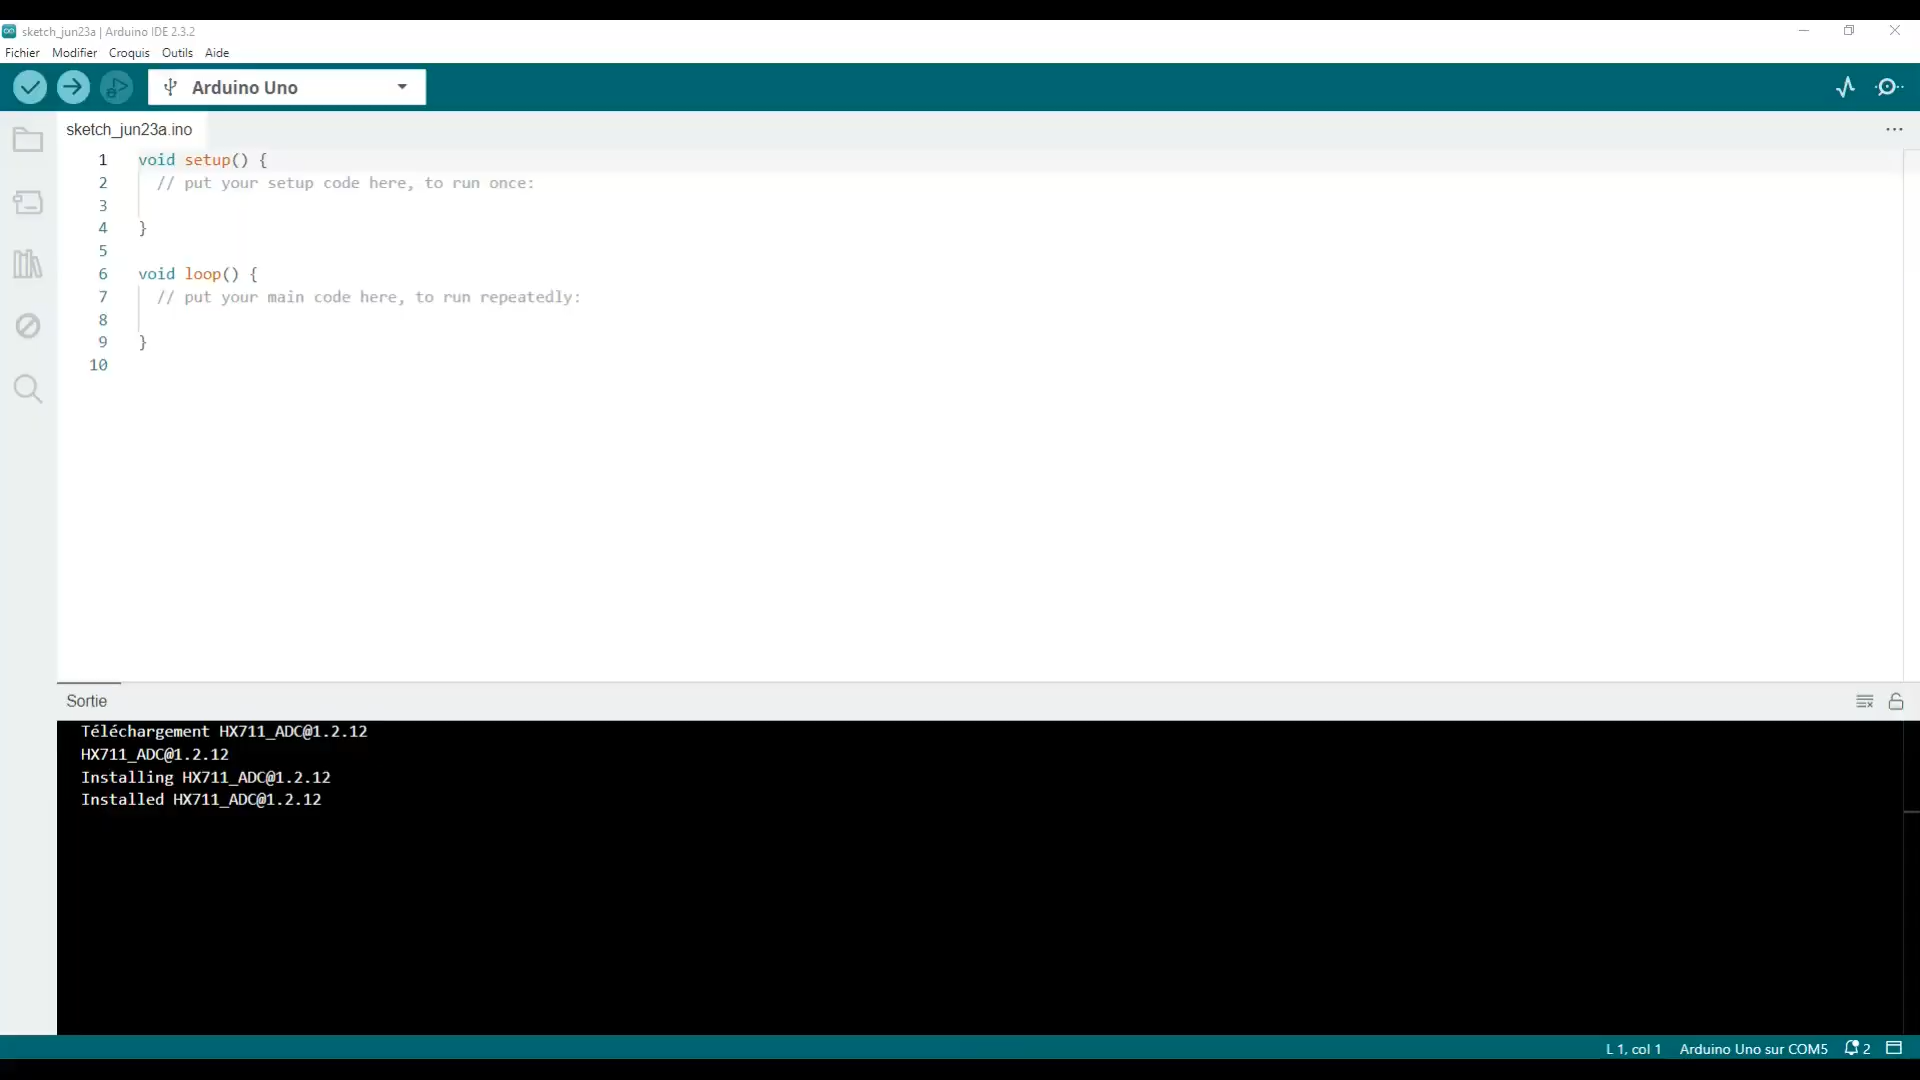 sketch_jun23a | Arduino IDE 2.3.2
Fichier Modifier Croquis Outils Aide
Arduino Uno
sketch_jun23a.ino
1 void setup() {
2 // put your setup code here, to run once:
3
4 }
5
6 void loop() {
7 // put your main code here, to run repeatedly:
8
9 }
10
Sortie
Téléchargement HX711_ADC@1.2.12
HX711_ADC@1.2.12
Installing HX711_ADC@1.2.12
Installed HX711_ADC@1.2.12
L 1, col 1 Arduino Uno sur COM5 2